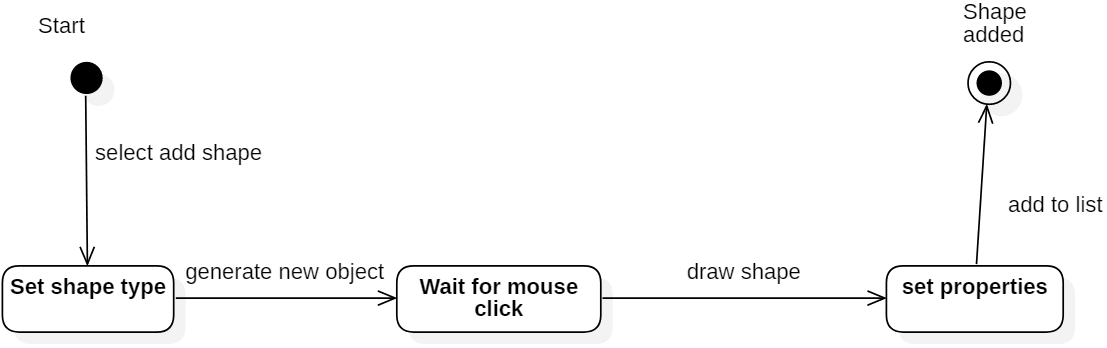 Start
Shape
added
select add shape
add to list
generate new object
draw shape
Set shape type
Wait for mouse
click
set properties